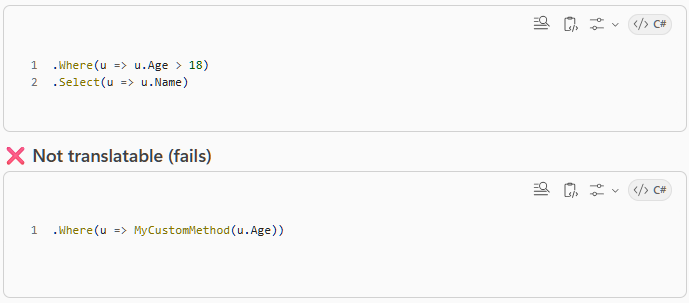 </> C#
1 .Where(u => u.Age > 18)
2 .Select(u => u.Name)
❌ Not translatable (fails)
</> C#
1 .Where(u => MyCustomMethod(u.Age))